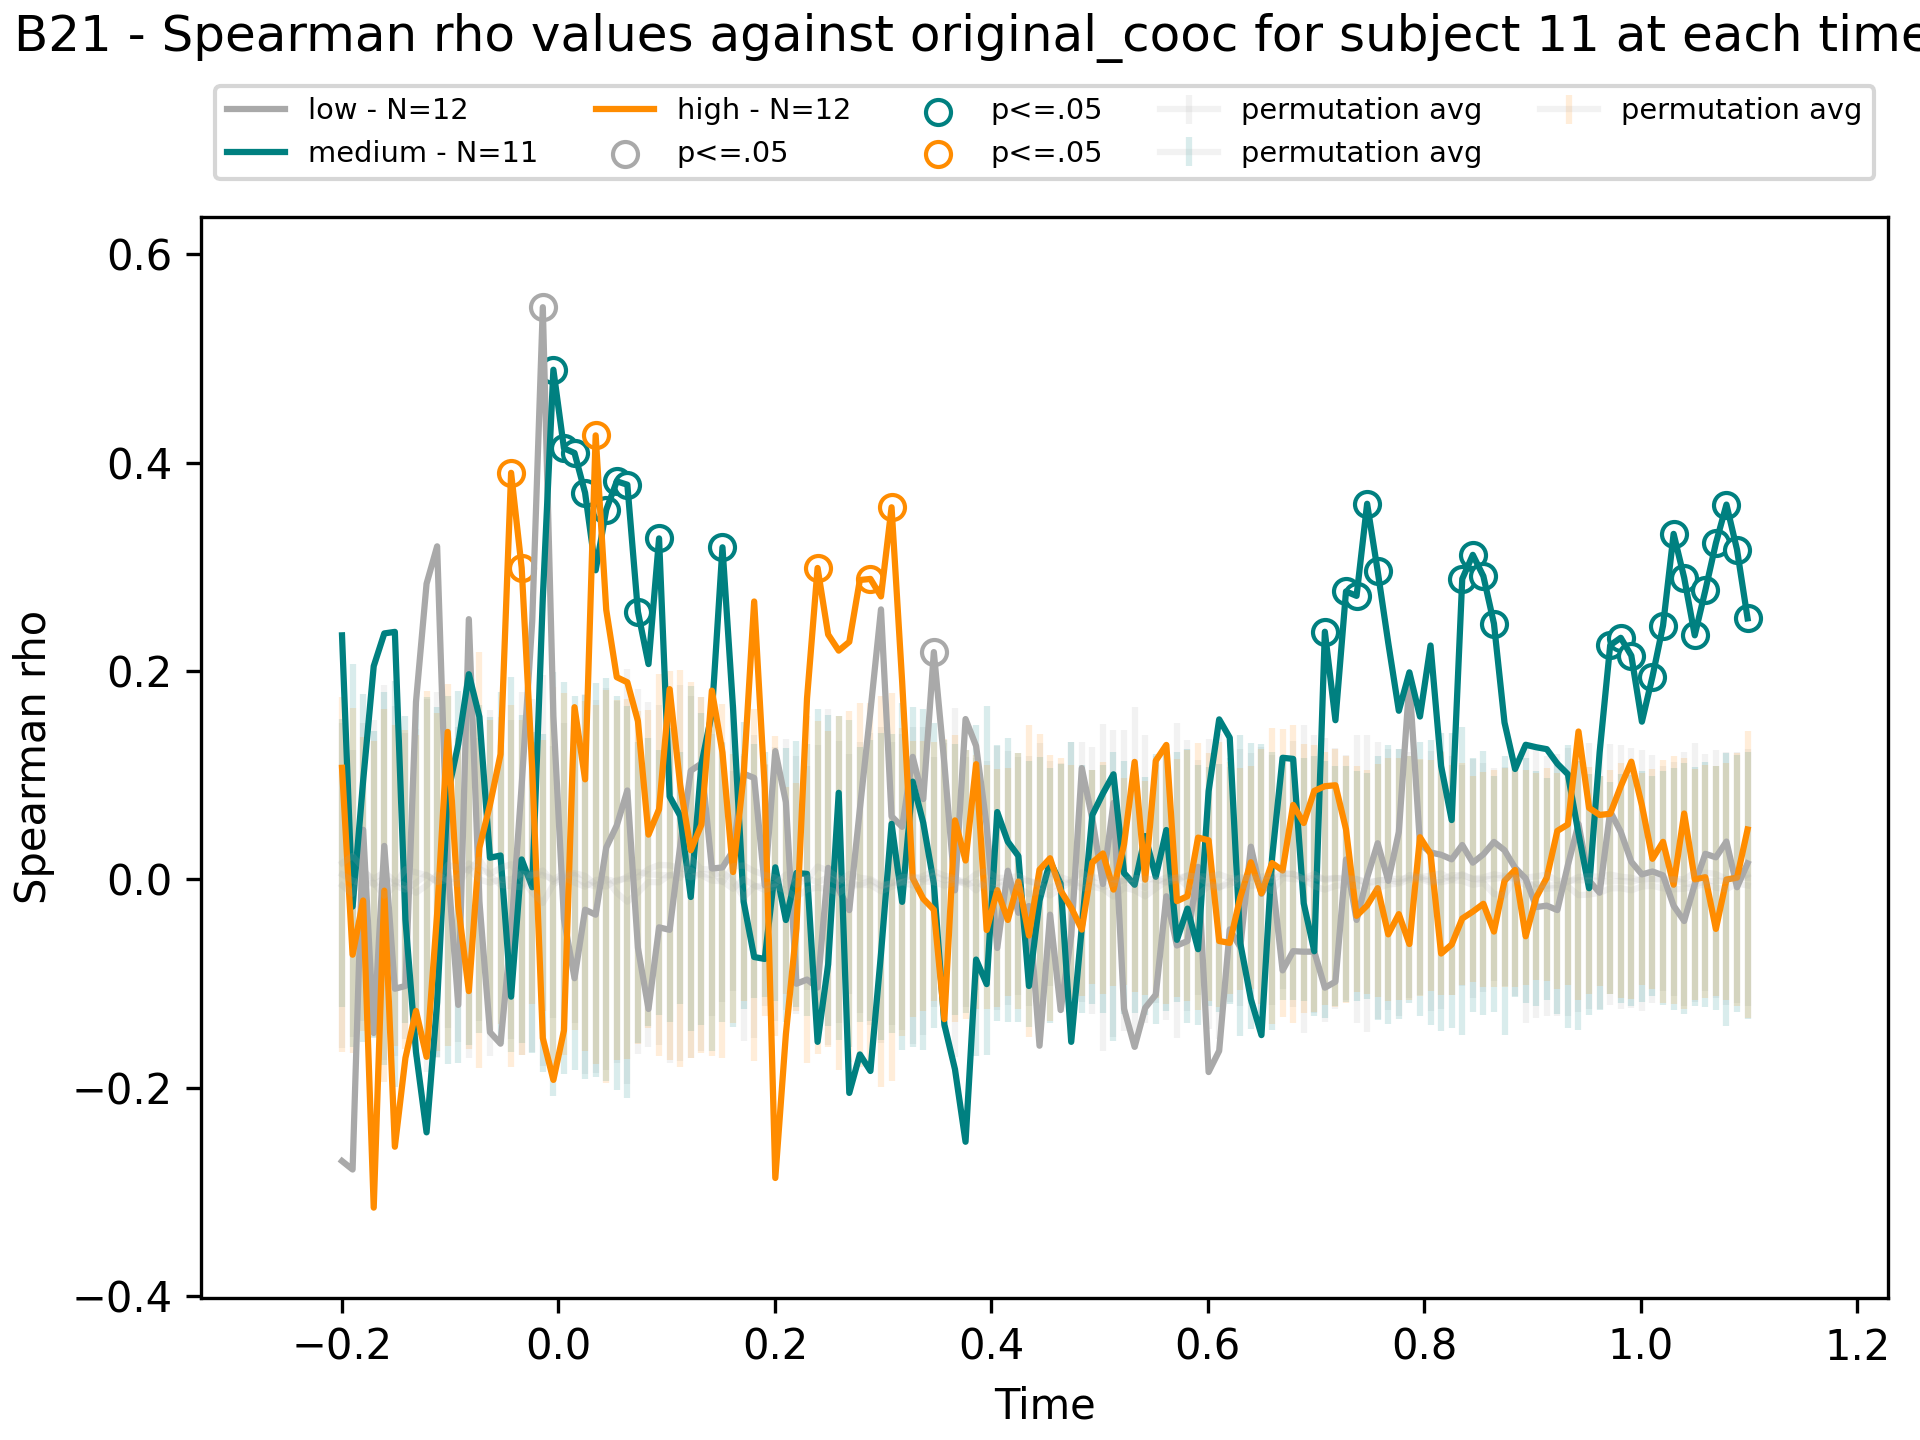 B21 - Spearman rho values against original_cooc for subject 11 at each time
low - N=12
medium - N=11
high - N=12
p<=.05
p<=.05
p<=.05
permutation avg
permutation avg
permutation avg
Spearman rho
0.6
0.4
0.2
0.0
−0.2
−0.4
−0.2
0.0
0.2
0.4
0.6
0.8
1.0
1.2
Time